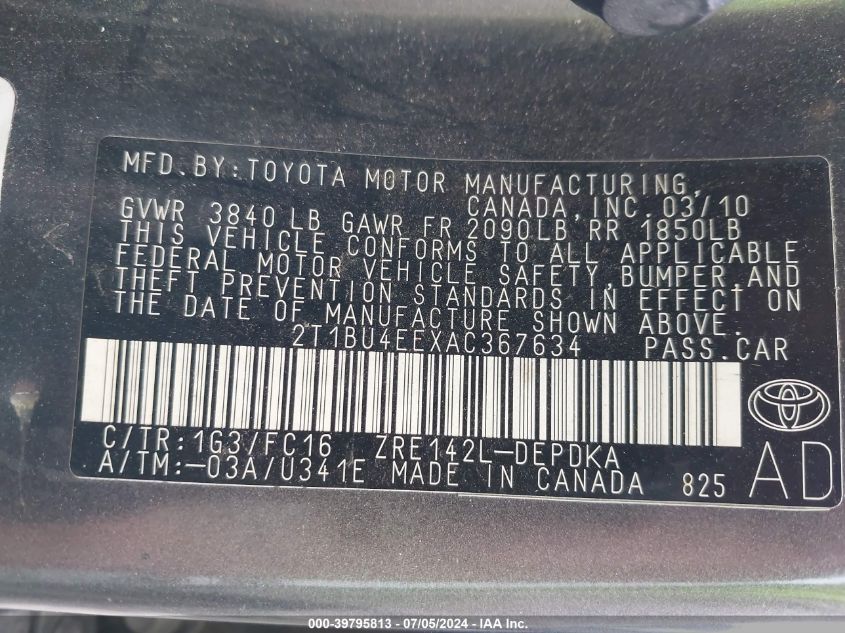 MFD.BY:TOYOTA MOTOR MANUFACTURING,
CANADA,INC.03/10
GVWR 3840LB GAWR FR 2090LB RR 1850LB
THIS VEHICLE CONFORMS TO ALL APPLICABLE
FEDERAL MOTOR VEHICLE SAFETY,BUMPER,AND
THEFT PREVENTION STANDARDS IN EFFECT ON
THE DATE OF MANUFACTURE SHOWN ABOVE.
2T1BU4EEXAC367634 PASS.CAR
C/TR:1G3/FC16 ZRE142L-DEPDKA
A/TM:-03A/U341E MADE IN CANADA 825
AD
000-39795813 - 07/05/2024 - IAA Inc.